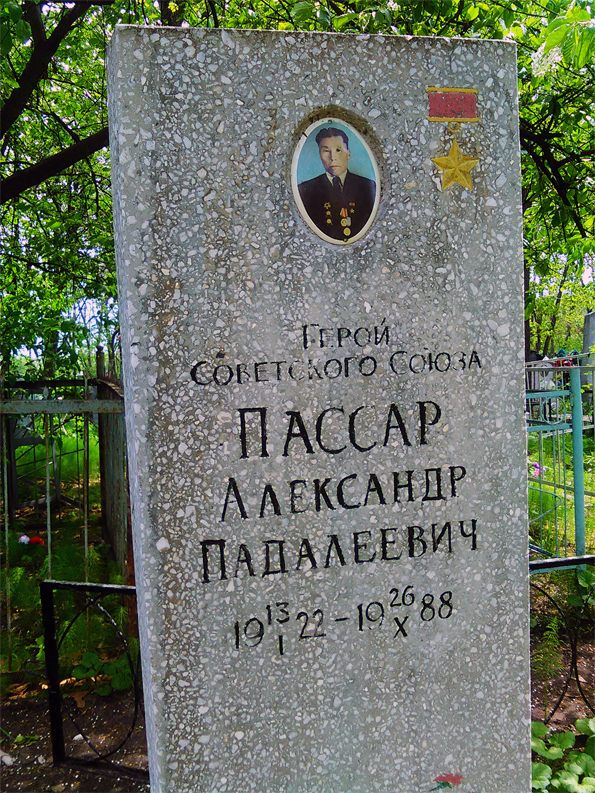 Герой
Советского Союза
Пассар
Александр
Падалеевич
19 13/I 22 – 19 26/X 88